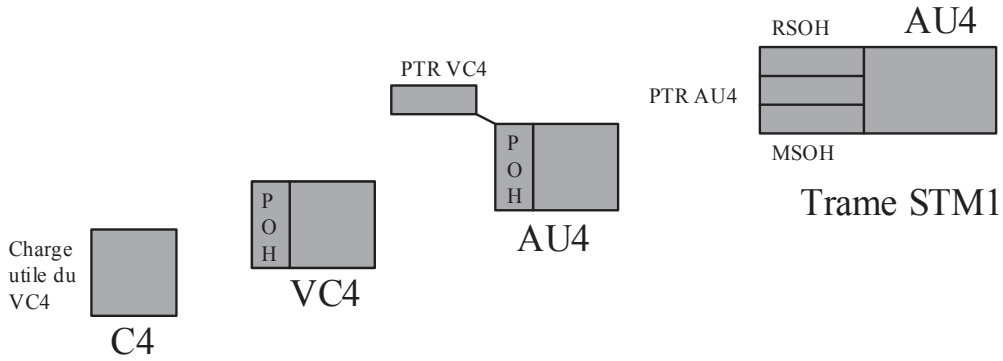 Charge
utile du
VC4
C4
P
O
H
VC4
PTR VC4
P
O
H
AU4
RSOH
AU4
PTR AU4
MSOH
Trame STM1